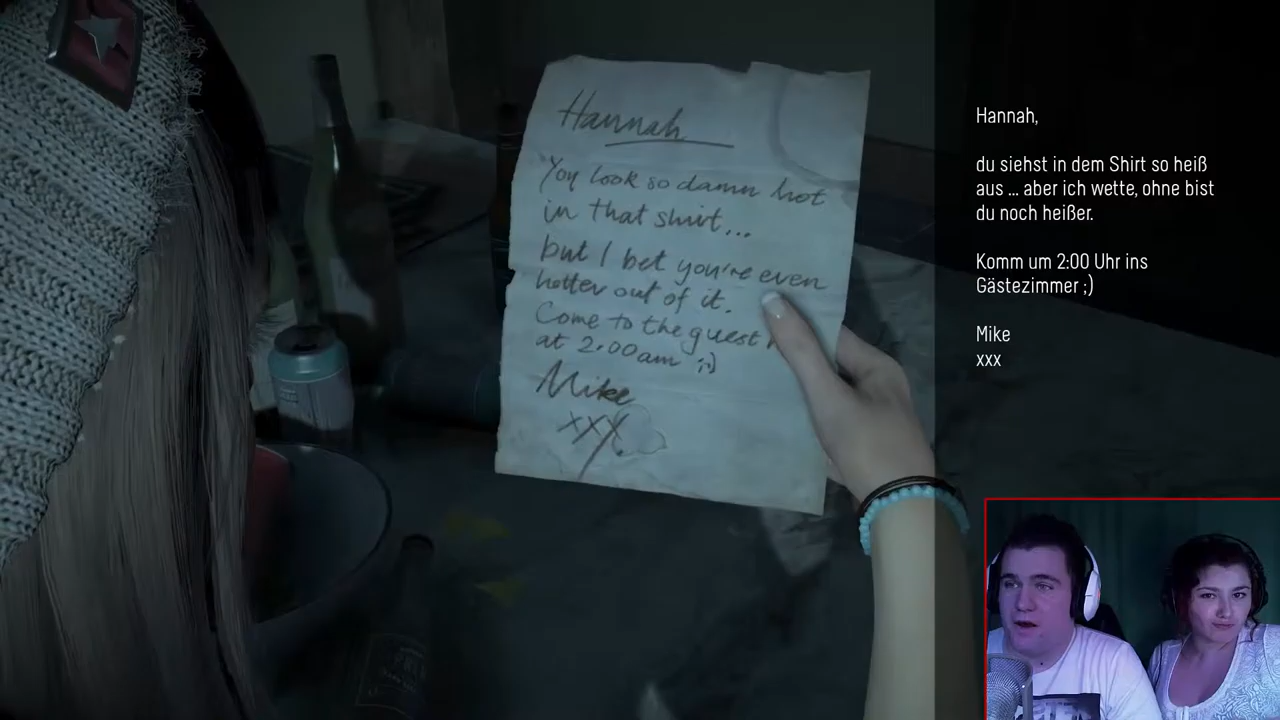 Hannah
You look so damn hot
in that shirt...
but I bet you're even
hotter out of it.
Come to the guest
at 2.00am ;)
Mike
xxx
Hannah,
du siehst in dem Shirt so heiß
aus ... aber ich wette, ohne bist
du noch heißer.
Komm um 2:00 Uhr ins
Gästezimmer ;)
Mike
xxx